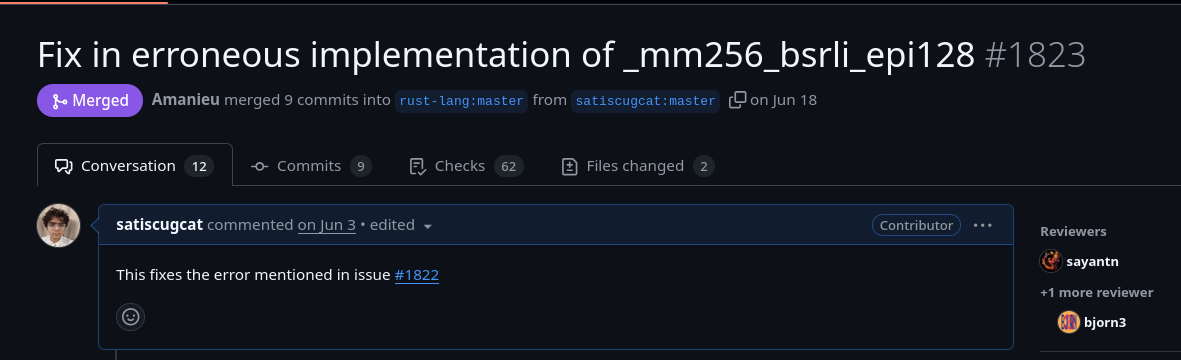 Fix in erroneous implementation of _mm256_bsrli_epi128 #1823
Merged Amanieu merged 9 commits into rust-lang:master from satiscugcat:master on Jun 18
Conversation 12 Commits 9 Checks 62 Files changed 2
satiscugcat commented on Jun 3 • edited Contributor
This fixes the error mentioned in issue #1822
Reviewers
sayantn
+1 more reviewer
bjorn3